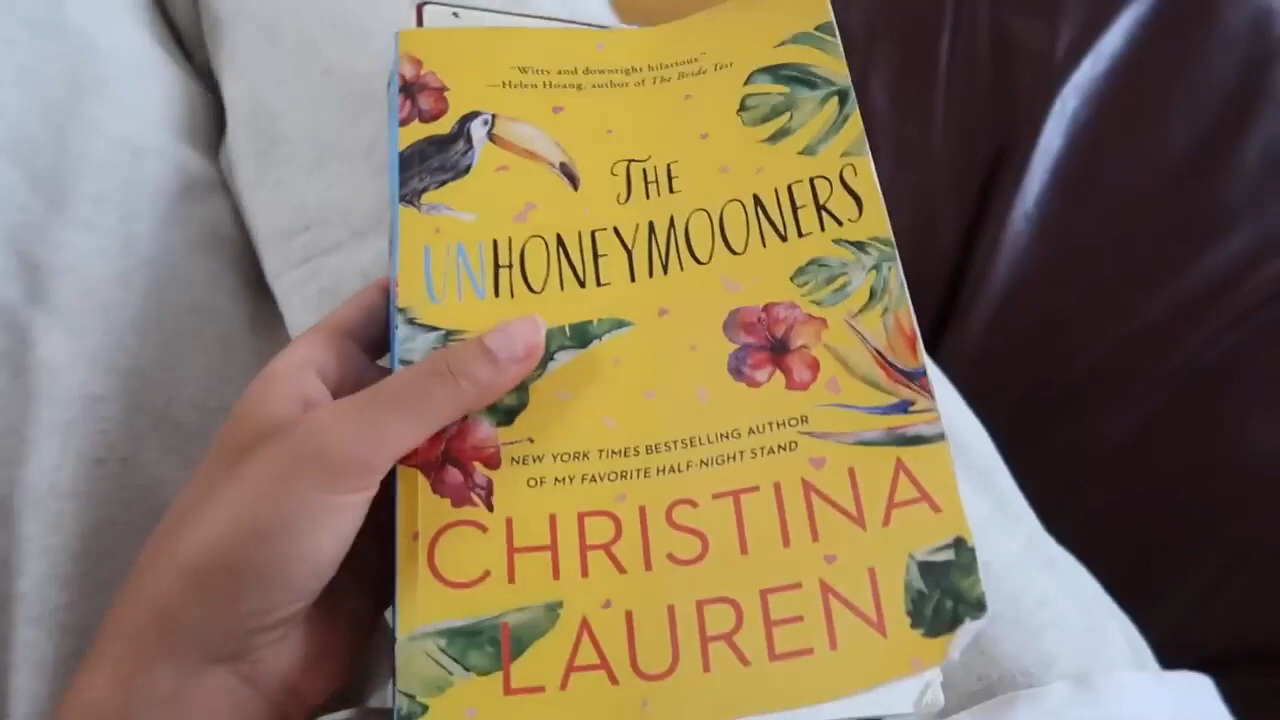 "Witty and downright hilarious."
—Helen Hoang, author of The Bride Test
THE
UNHONEYMOONERS
NEW YORK TIMES BESTSELLING AUTHOR
OF MY FAVORITE HALF-NIGHT STAND
CHRISTINA
LAUREN